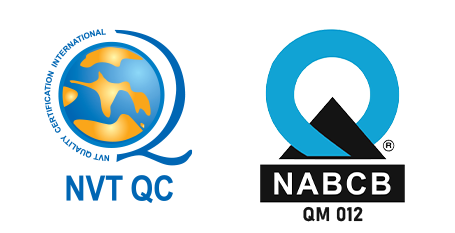 NVT QUALITY CERTIFICATION INTERNATIONAL
NVT QC
®
NABCB
QM 012